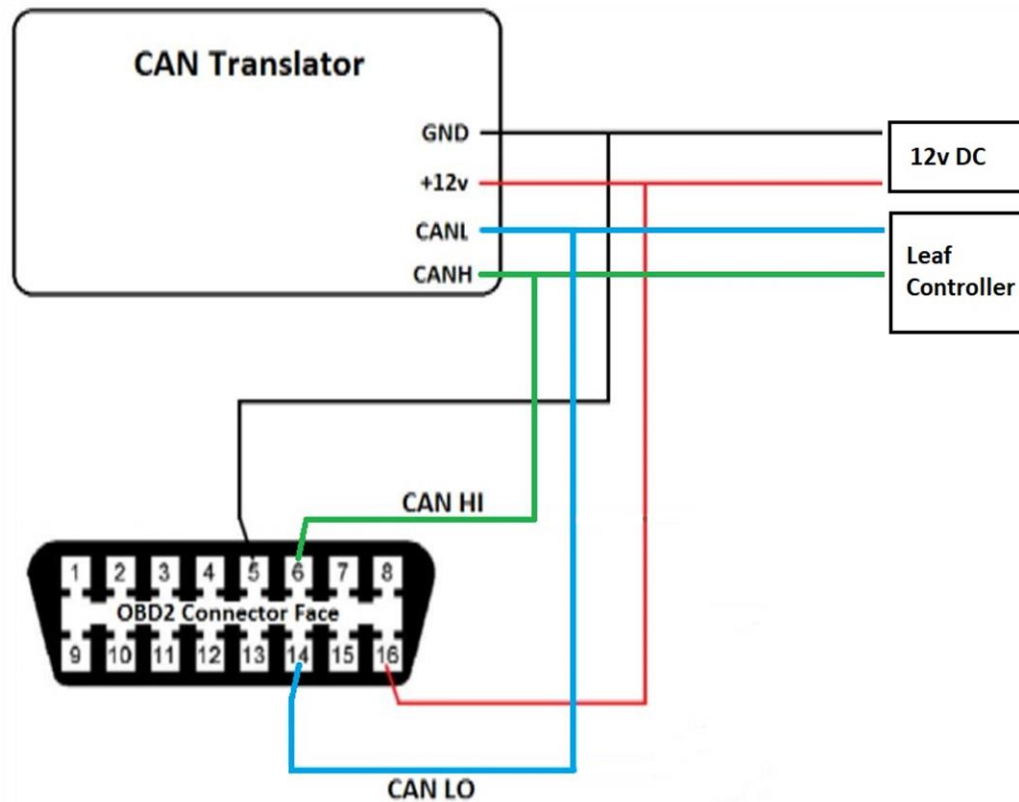 CAN Translator
GND
+12v
CANL
CANH
12v DC
Leaf
Controller
CAN HI
1 2 3 4 5 6 7 8
OBD2 Connector Face
9 10 11 12 13 14 15 16
CAN LO